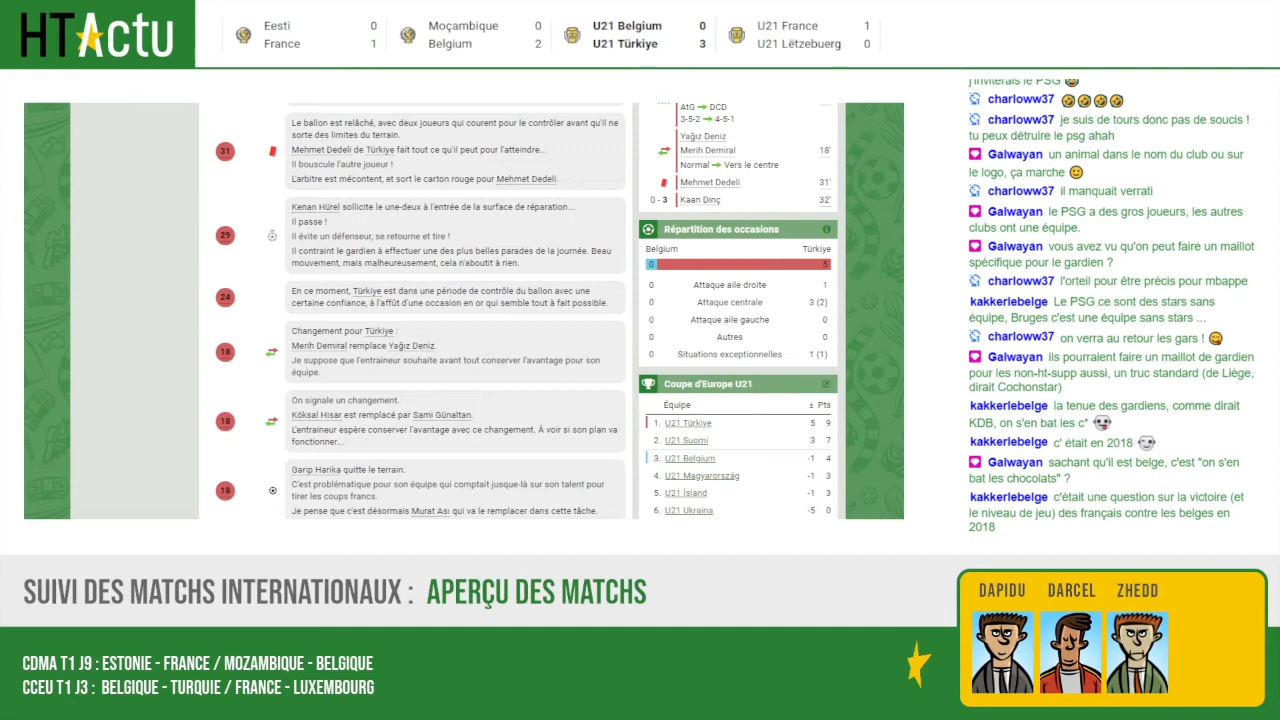 HTActu
Eesti 0
France 1
Moçambique 0
Belgium 2
U21 Belgium 0
U21 Türkiye 3
U21 France 1
U21 Lëtzebuerg 0
Le ballon est relâché, avec deux joueurs qui courent pour le contrôler avant qu'il ne
sorte des limites du terrain.
31
Mehmet Dedeli de Türkiye fait tout ce qu'il peut pour l'atteindre...
Il bouscule l'autre joueur !
L'arbitre est mécontent, et sort le carton rouge pour Mehmet Dedeli.
Kenan Hürel sollicite le une-deux à l'entrée de la surface de réparation...
Il passe !
29
Il évite un défenseur, se retourne et tire !
Il contraint le gardien à effectuer une des plus belles parades de la journée. Beau
mouvement, mais malheureusement, cela n'aboutit à rien.
24
Et à ce moment, Türkiye est dans une période de contrôle du ballon avec une
certaine confiance, à l'affût d'une occasion en or qui semble tout à fait possible.
Changement pour Türkiye :
18
Merih Demiral remplace Yağız Deniz.
Je suppose que l'entraineur souhaite avant tout conserver l'avantage pour son
équipe.
On signale un changement.
18
Köksal Hisar est remplacé par Sami Günaltan.
L'entraineur espère conserver l'avantage avec ce changement. À voir si son plan va
fonctionner...
Garip Harika quitte le terrain.
18
C'est problématique pour son équipe qui comptait jusque-là sur son talent pour
tirer les coups francs.
Je pense que c'est désormais Murat Ası qui va le remplacer dans cette tâche.
AtG DCD
3-5-2 4-5-1
Yağız Deniz
Merih Demiral 18'
Normal Vers le centre
Mehmet Dedeli 31'
0 - 3 Kaan Dinç 32'
Répartition des occasions
Belgium Türkiye
0 5
0 Attaque aile droite 1
0 Attaque centrale 3 (2)
0 Attaque aile gauche 0
0 Autres 0
0 Situations exceptionnelles 1 (1)
Coupe d'Europe U21
Équipe ± Pts
1. U21 Türkiye 5 9
2. U21 Suomi 3 7
3. U21 Belgium -1 4
4. U21 Magyarország -1 3
5. U21 Ísland -1 3
6. U21 Ukraina -5 0
j'inviterais le PSG
charloww37
charloww37 je suis de tours donc pas de soucis !
tu peux détruire le psg ahah
Galwayan un animal dans le nom du club ou sur
le logo, ça marche
charloww37 il manquait verrati
Galwayan le PSG a des gros joueurs, les autres
clubs ont une équipe.
Galwayan vous avez vu qu'on peut faire un maillot
spécifique pour le gardien ?
charloww37 l'orteil pour être précis pour mbappe
kakkerlebelge Le PSG ce sont des stars sans
équipe, Bruges c'est une équipe sans stars ...
charloww37 on verra au retour les gars !
Galwayan ils pourraient faire un maillot de gardien
pour les non-ht-supp aussi, un truc standard (de Liège,
dirait Cochonstar)
kakkerlebelge la tenue des gardiens, comme dirait
KDB, on s'en bat les c*
kakkerlebelge c' était en 2018
Galwayan sachant qu'il est belge, c'est "on s'en
bat les chocolats" ?
kakkerlebelge c'était une question sur la victoire (et
le niveau de jeu) des français contre les belges en
2018
SUIVI DES MATCHS INTERNATIONAUX : APERÇU DES MATCHS
DAPIDU DARCEL ZHEDD
CDMA T1 J9 : ESTONIE - FRANCE / MOZAMBIQUE - BELGIQUE
CCEU T1 J3 : BELGIQUE - TURQUIE / FRANCE - LUXEMBOURG